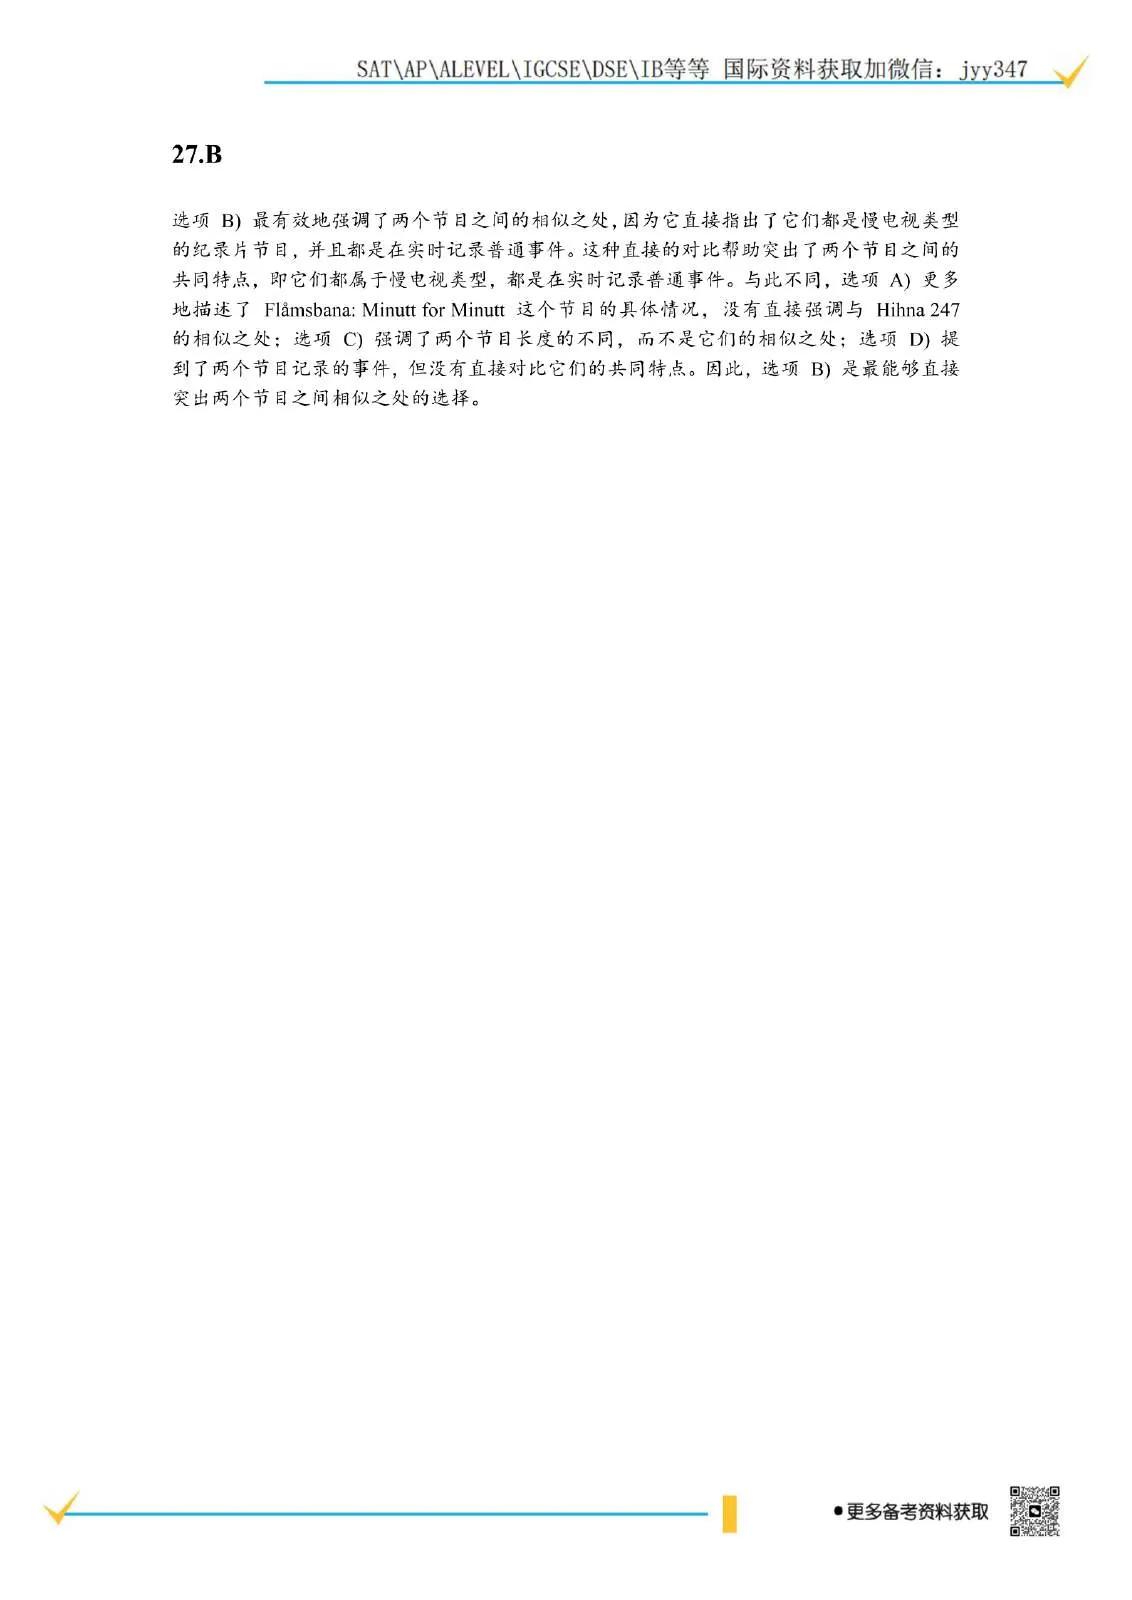 SAT\AP\ALEVEL\IGCSE\DSE\IB等等 国际资料获取加微信：jyy347
27.B
选项 B) 最有效地强调了两个节目之间的相似之处，因为它直接指出了它们都是慢电视类型
的纪录片节目，并且都是在实时记录普通事件。这种直接的对比帮助突出了两个节目之间的
共同特点，即它们都属于慢电视类型，都是在实时记录普通事件。与此不同，选项 A) 更多
地描述了 Flåmsbana: Minutt for Minutt 这个节目的具体情况，没有直接强调与 Hihna 247
的相似之处；选项 C) 强调了两个节目长度的不同，而不是它们的相似之处；选项 D) 提
到了两个节目记录的事件，但没有直接对比它们的共同特点。因此，选项 B) 是最能够直接
突出两个节目之间相似之处的选择。
•更多备考资料获取